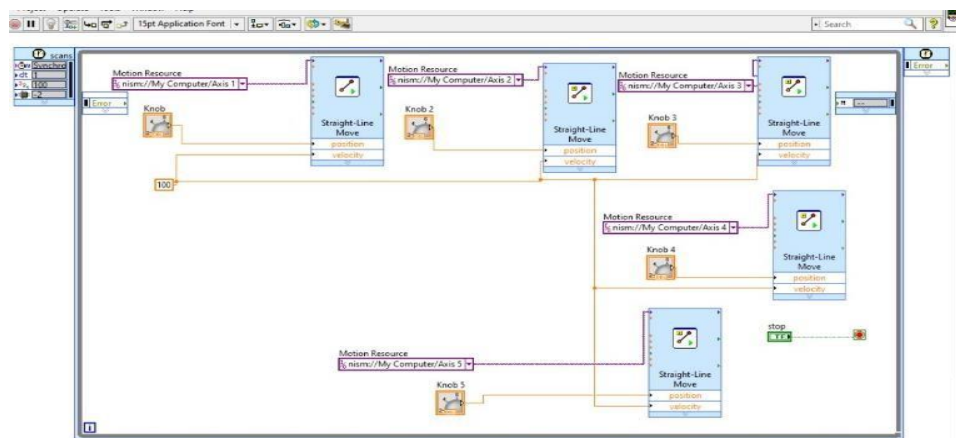 15pt Application Font
Search
scans
Synchro
dt 1
100
-2
Error
Error
Motion Resource
nism://My Computer/Axis 1
Knob
Straight-Line
Move
position
velocity
100
Motion Resource
nism://My Computer/Axis 2
Knob 2
Straight-Line
Move
position
velocity
Motion Resource
nism://My Computer/Axis 3
Knob 3
Straight-Line
Move
position
velocity
Error
Motion Resource
nism://My Computer/Axis 4
Knob 4
Straight-Line
Move
position
velocity
stop
TF
Motion Resource
nism://My Computer/Axis 5
Knob 5
Straight-Line
Move
position
velocity
i